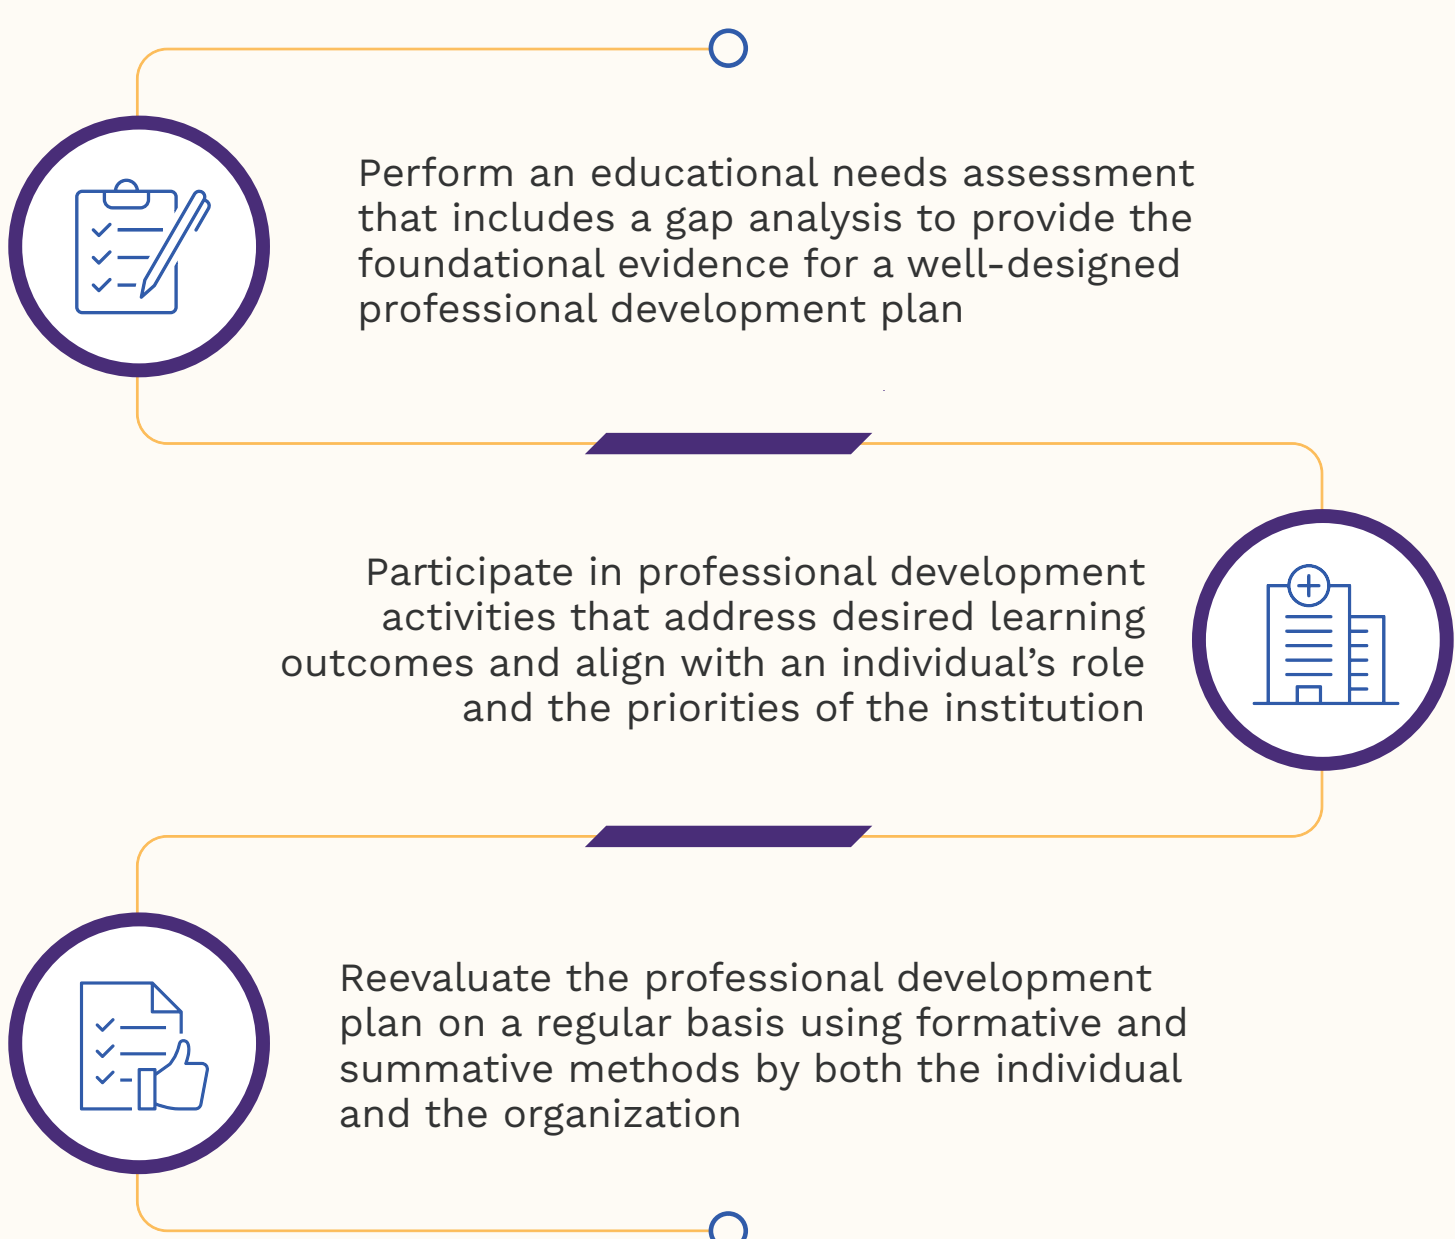 Perform an educational needs assessment
that includes a gap analysis to provide the
foundational evidence for a well-designed
professional development plan
Participate in professional development
activities that address desired learning
outcomes and align with an individual’s role
and the priorities of the institution
Reevaluate the professional development
plan on a regular basis using formative and
summative methods by both the individual
and the organization